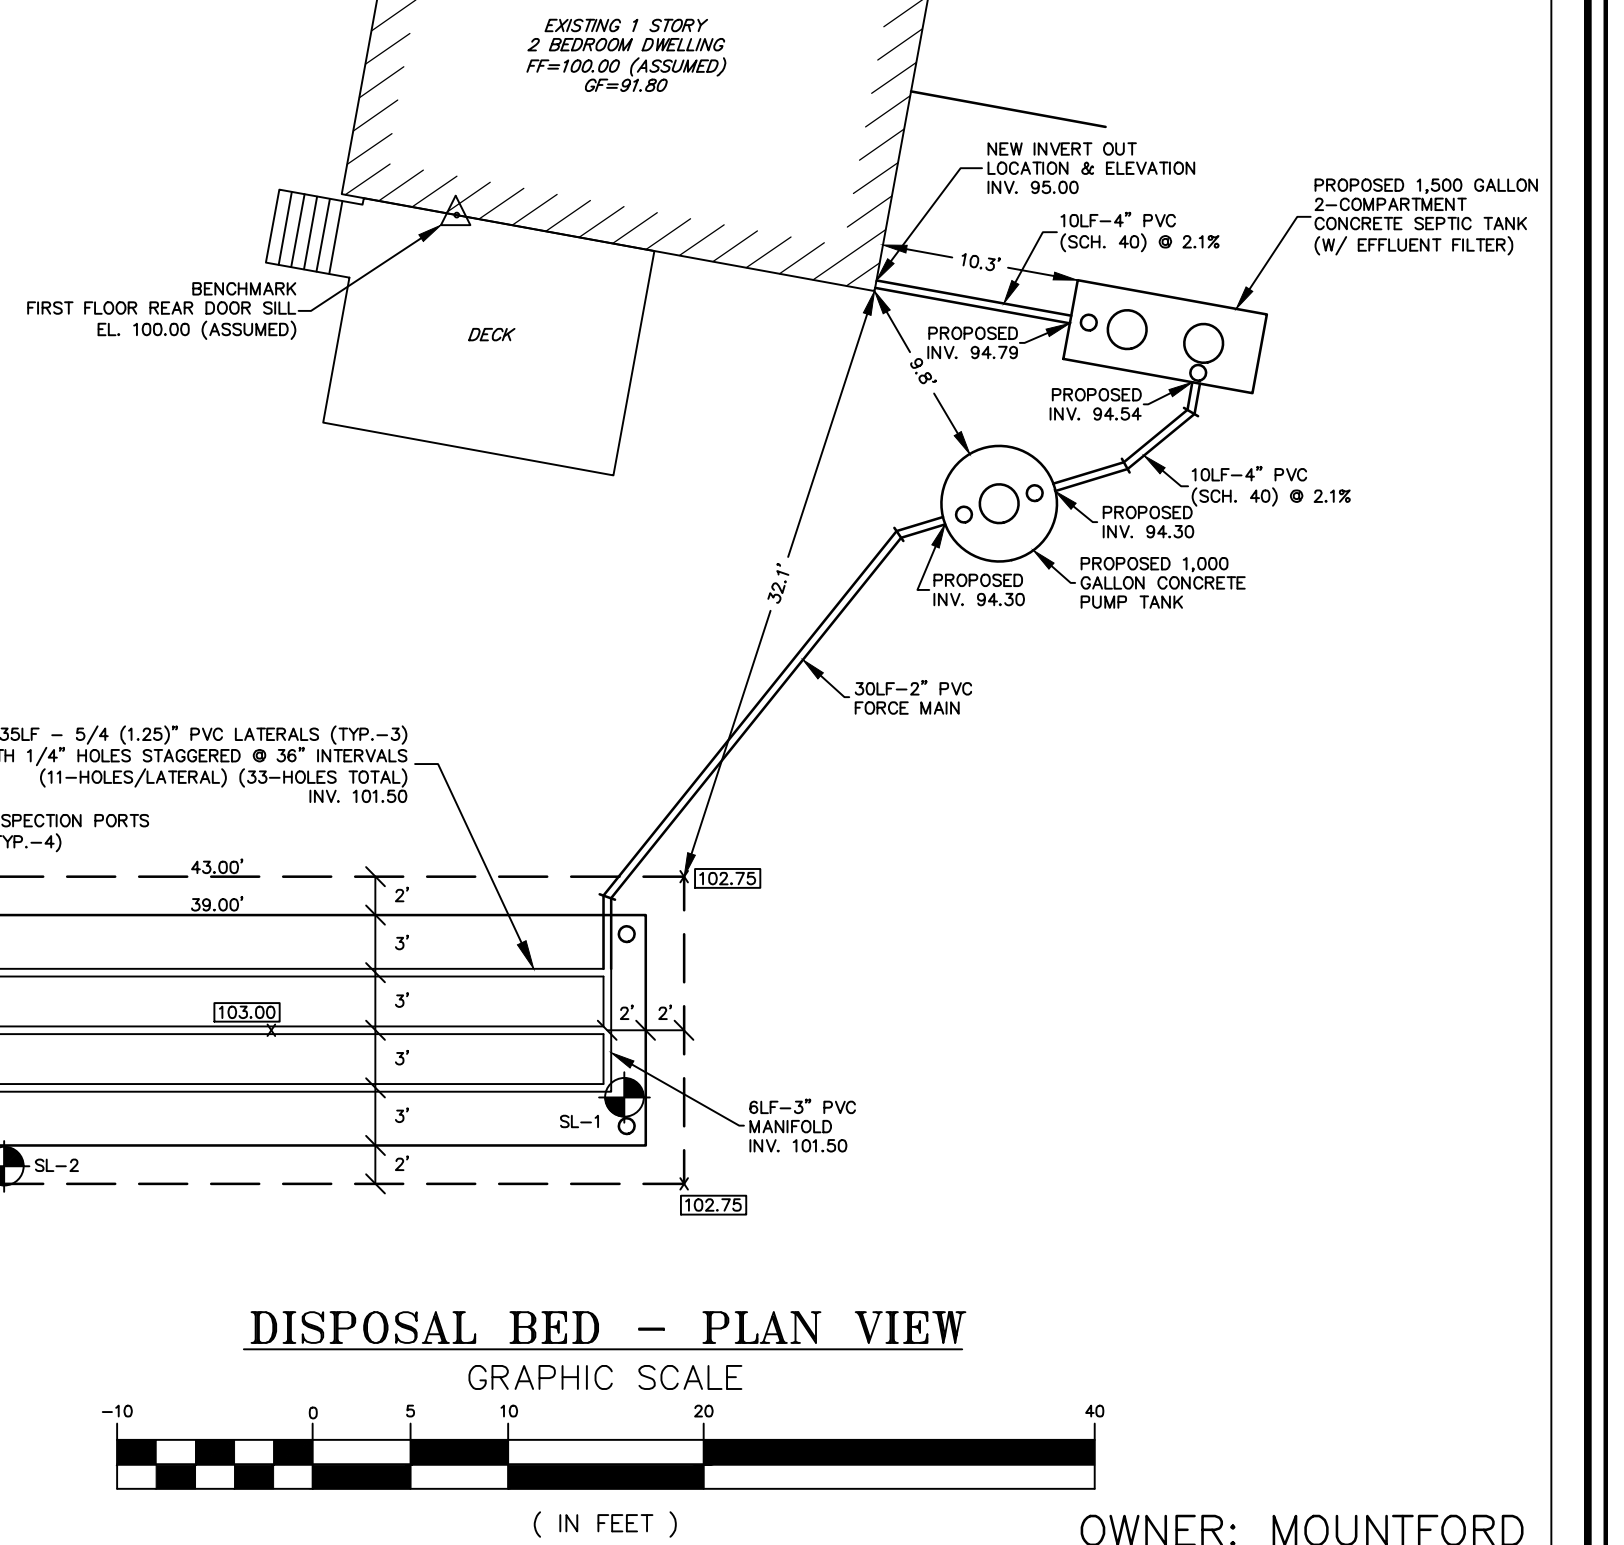 EXISTING 1 STORY
2 BEDROOM DWELLING
FF=100.00 (ASSUMED)
GF=91.80
NEW INVERT OUT
LOCATION & ELEVATION
INV. 95.00
PROPOSED 1,500 GALLON
2-COMPARTMENT
CONCRETE SEPTIC TANK
(W/ EFFLUENT FILTER)
10LF-4" PVC
(SCH. 40) @ 2.1%
10.3'
BENCHMARK
FIRST FLOOR REAR DOOR SILL
EL. 100.00 (ASSUMED)
DECK
PROPOSED
INV. 94.79
9.8'
PROPOSED
INV. 94.54
10LF-4" PVC
(SCH. 40) @ 2.1%
PROPOSED
INV. 94.30
PROPOSED 1,000
GALLON CONCRETE
PUMP TANK
PROPOSED
INV. 94.30
32.1'
30LF-2" PVC
FORCE MAIN
35LF - 5/4 (1.25)" PVC LATERALS (TYP.-3)
TH 1/4" HOLES STAGGERED @ 36" INTERVALS
(11-HOLES/LATERAL) (33-HOLES TOTAL)
INV. 101.50
SPECTION PORTS
TYP.-4)
43.00'
2'
102.75
39.00'
3'
3'
103.00
2'
2'
3'
3'
SL-1
6LF-3" PVC
MANIFOLD
INV. 101.50
SL-2
2'
102.75
DISPOSAL BED - PLAN VIEW
GRAPHIC SCALE
-10 0 5 10 20 40
( IN FEET )
OWNER: MOUNTFORD